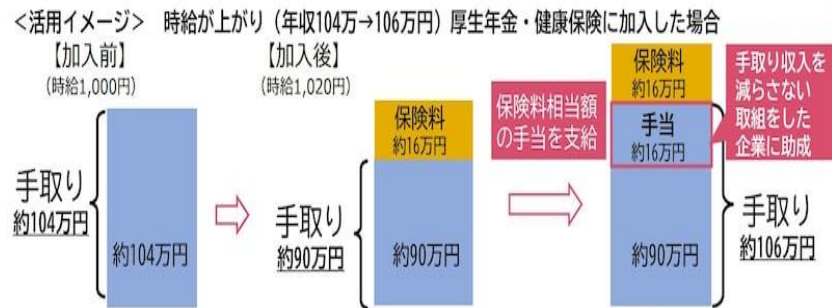 <活用イメージ> 時給が上がり（年収104万→106万円）厚生年金・健康保険に加入した場合
【加入前】
（時給1,000円）
手取り
約104万円
約104万円
【加入後】
（時給1,020円）
保険料
約16万円
手取り
約90万円
約90万円
保険料相当額
の手当を支給
保険料
約16万円
手当
約16万円
約90万円
手取り収入を
減らさない
取組をした
企業に助成
手取り
約106万円